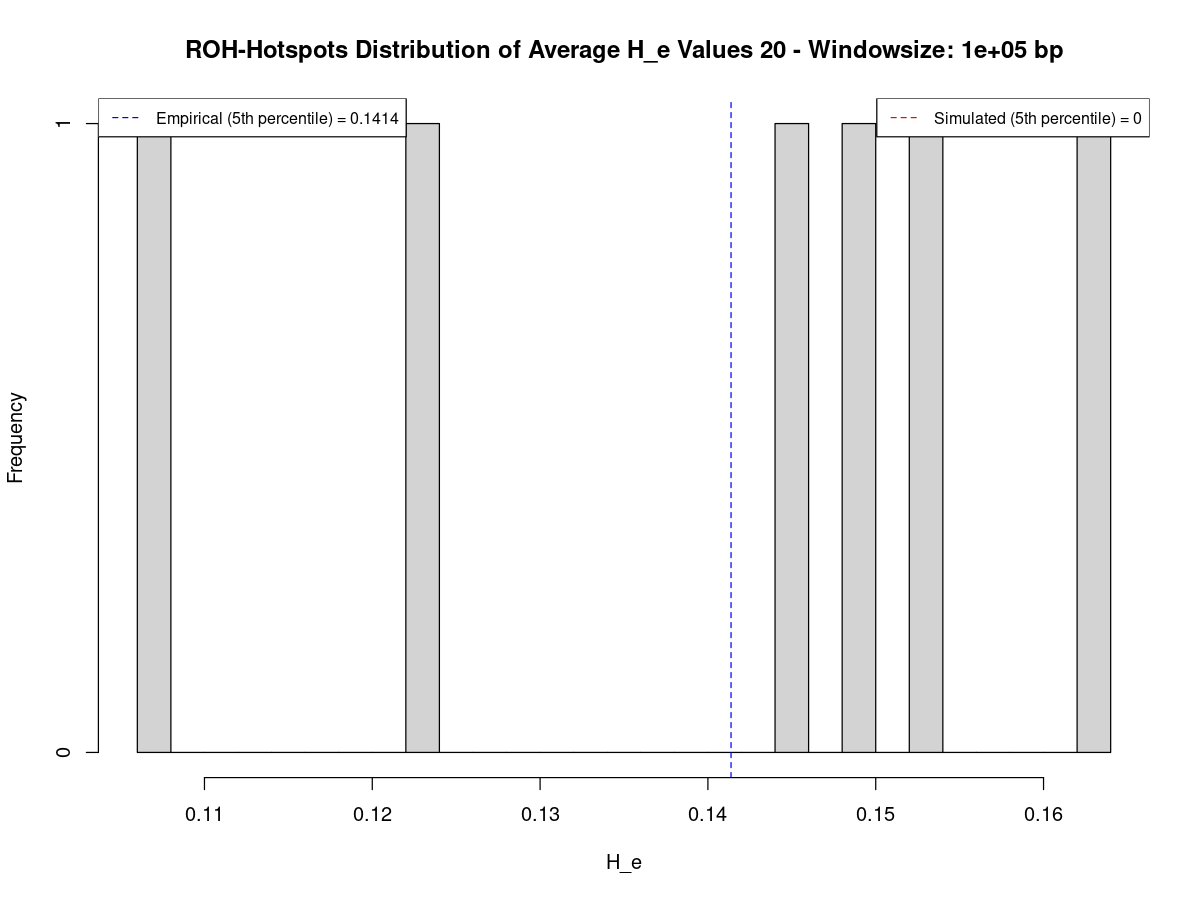 ROH-Hotspots Distribution of Average H_e Values 20 - Windowsize: 1e+05 bp
Empirical (5th percentile) = 0.1414
Simulated (5th percentile) = 0
1
Frequency
0
0.11 0.12 0.13 0.14 0.15 0.16
H_e